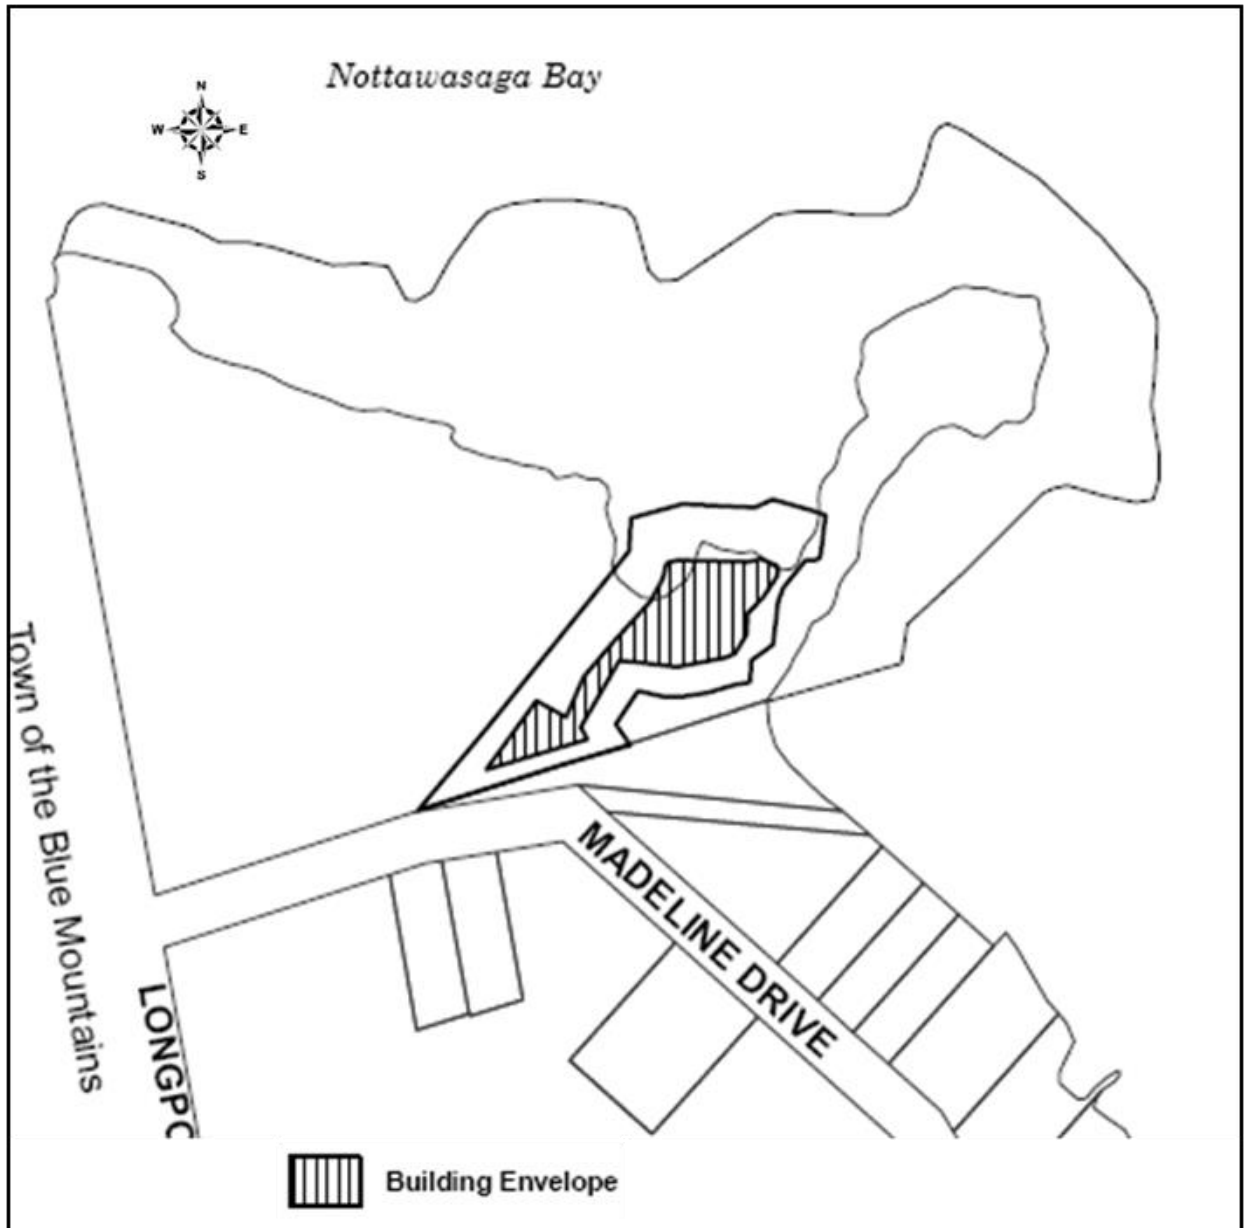 Nottawasaga Bay
N
W E
S
Town of the Blue Mountains
MADELINE DRIVE
LONGPO
Building Envelope